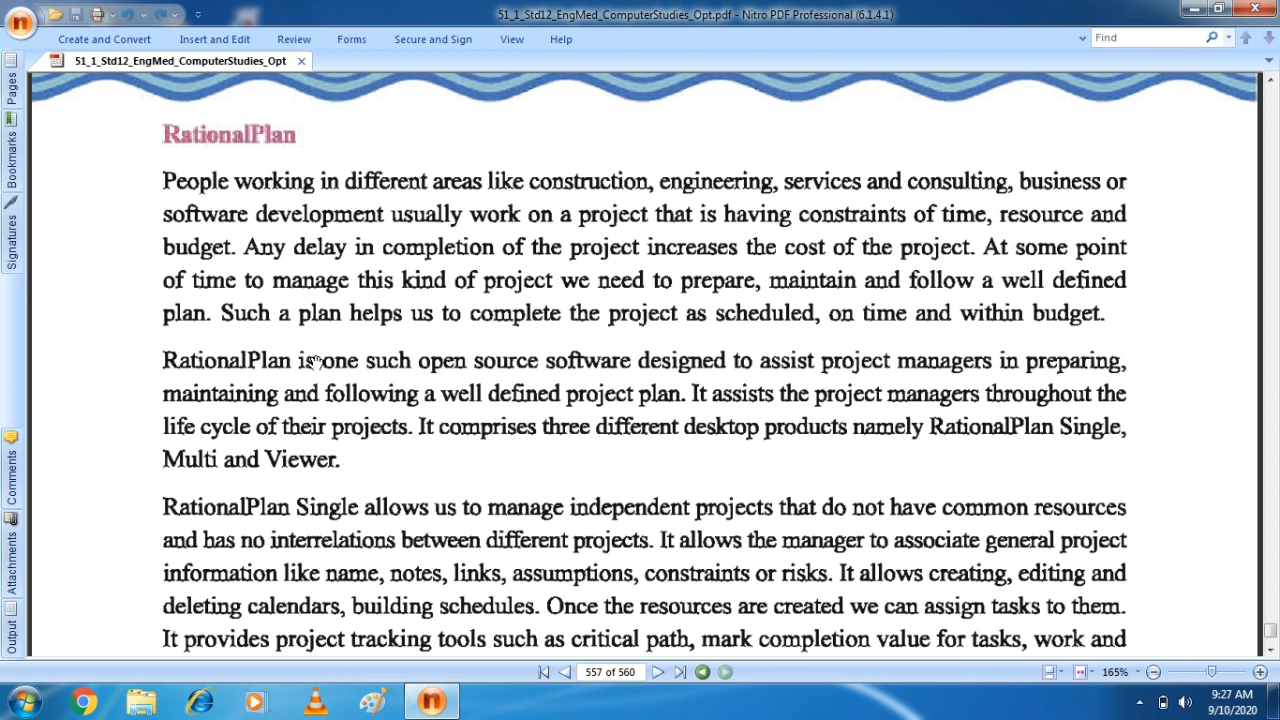 51_1_Std12_EngMed_ComputerStudies_Opt.pdf - Nitro PDF Professional (6.1.4.1)
Create and Convert Insert and Edit Review Forms Secure and Sign View Help Find
51_1_Std12_EngMed_ComputerStudies_Opt
Pages
Bookmarks
Signatures
Comments
Attachments
Output
RationalPlan
People working in different areas like construction, engineering, services and consulting, business or
software development usually work on a project that is having constraints of time, resource and
budget. Any delay in completion of the project increases the cost of the project. At some point
of time to manage this kind of project we need to prepare, maintain and follow a well defined
plan. Such a plan helps us to complete the project as scheduled, on time and within budget.
RationalPlan is one such open source software designed to assist project managers in preparing,
maintaining and following a well defined project plan. It assists the project managers throughout the
life cycle of their projects. It comprises three different desktop products namely RationalPlan Single,
Multi and Viewer.
RationalPlan Single allows us to manage independent projects that do not have common resources
and has no interrelations between different projects. It allows the manager to associate general project
information like name, notes, links, assumptions, constraints or risks. It allows creating, editing and
deleting calendars, building schedules. Once the resources are created we can assign tasks to them.
It provides project tracking tools such as critical path, mark completion value for tasks, work and
557 of 560
165%
9:27 AM
9/10/2020